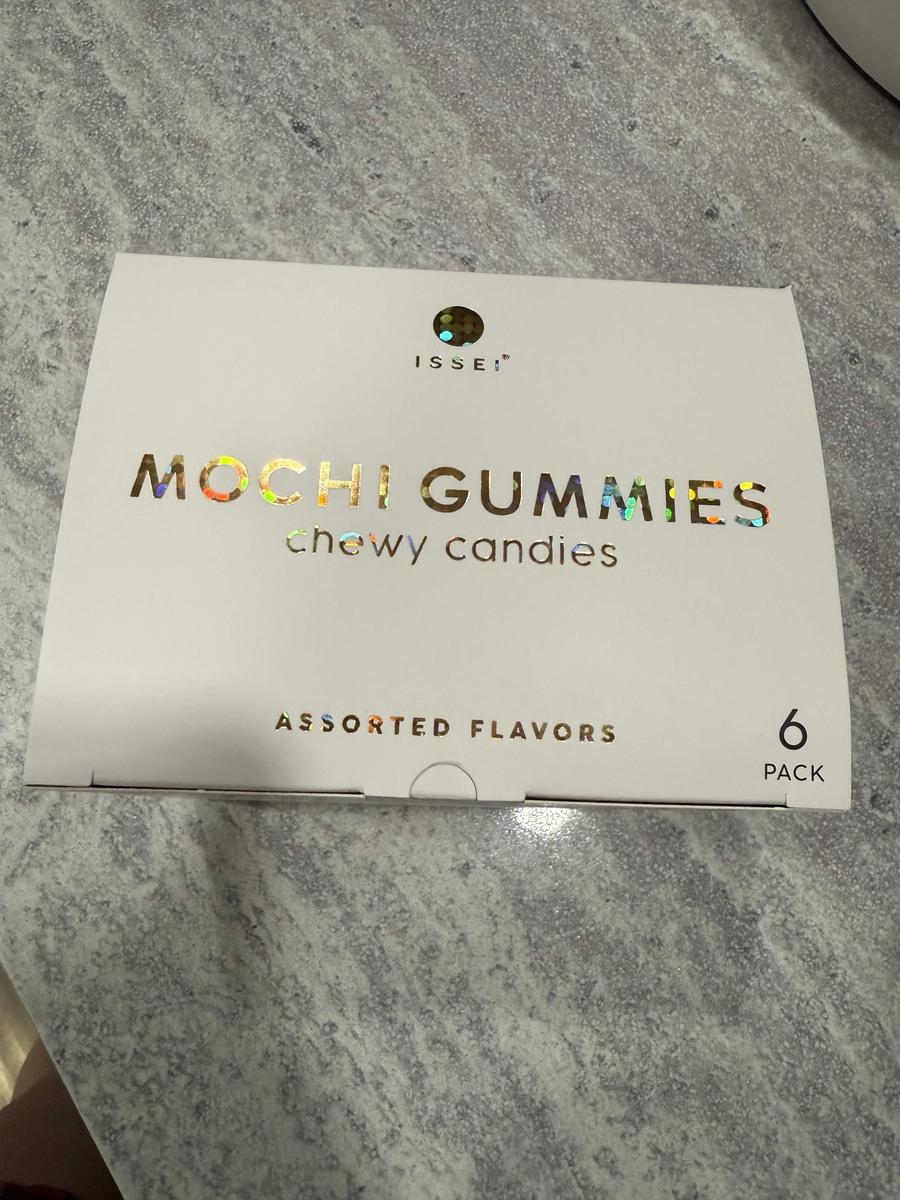 ISSEI®
MOCHI GUMMIES
chewy candies
ASSORTED FLAVORS
6
PACK